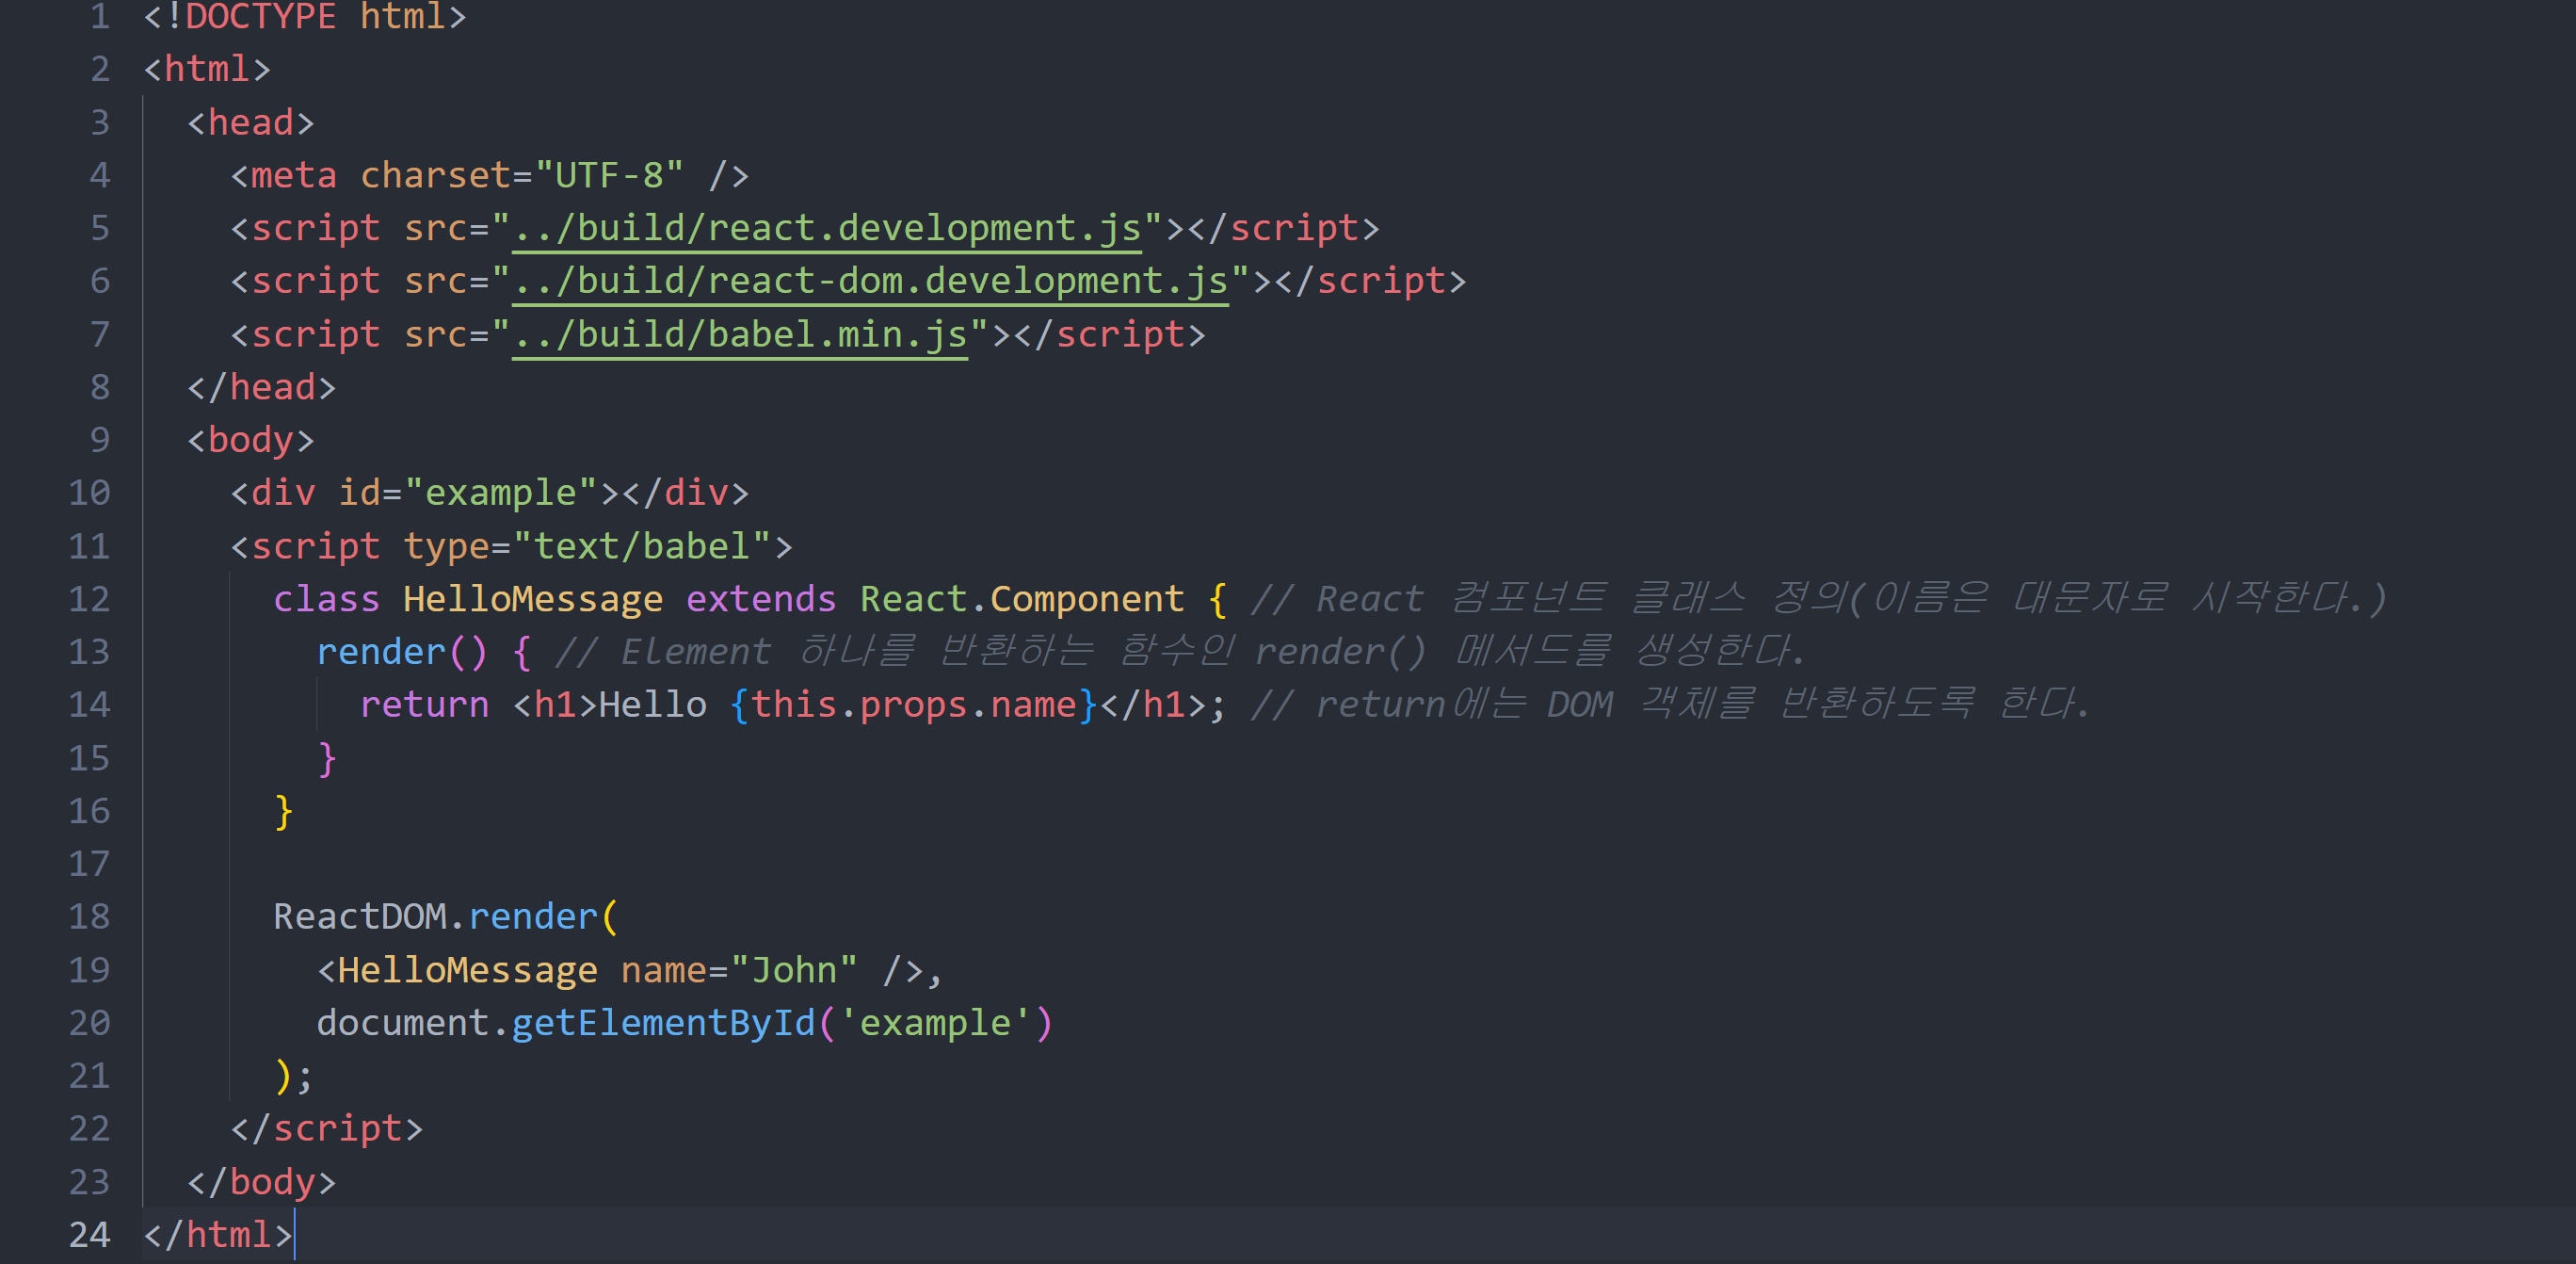 1 <!DOCTYPE html>
2 <html>
3   <head>
4     <meta charset="UTF-8" />
5     <script src="../build/react.development.js"></script>
6     <script src="../build/react-dom.development.js"></script>
7     <script src="../build/babel.min.js"></script>
8   </head>
9   <body>
10     <div id="example"></div>
11     <script type="text/babel">
12       class HelloMessage extends React.Component { // React 컴포넌트 클래스 정의(이름은 대문자로 시작한다.)
13         render() { // Element 하나를 반환하는 함수인 render() 메서드를 생성한다.
14           return <h1>Hello {this.props.name}</h1>; // return에는 DOM 객체를 반환하도록 한다.
15         }
16       }
17
18       ReactDOM.render(
19         <HelloMessage name="John" />,
20         document.getElementById('example')
21       );
22     </script>
23   </body>
24 </html>